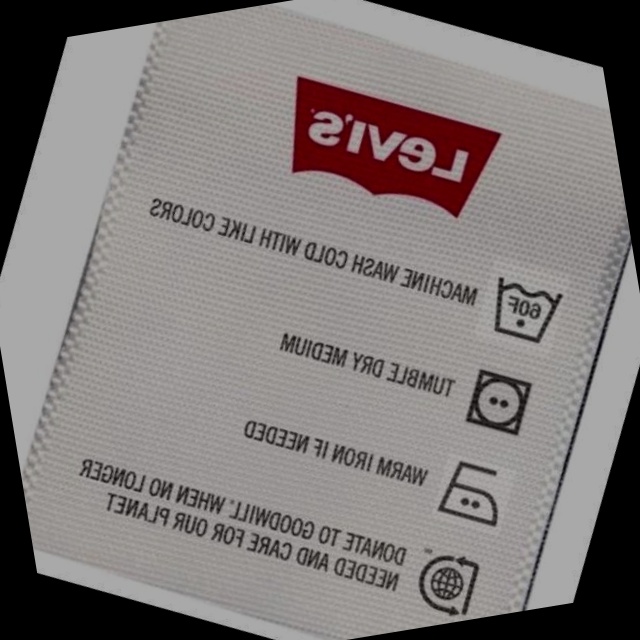 Levi's
MACHINE WASH COLD WITH LIKE COLORS
60F
TUMBLE DRY MEDIUM
WARM IRON IF NEEDED
DONATE TO GOODWILL™ WHEN NO LONGER
NEEDED AND CARE FOR OUR PLANET